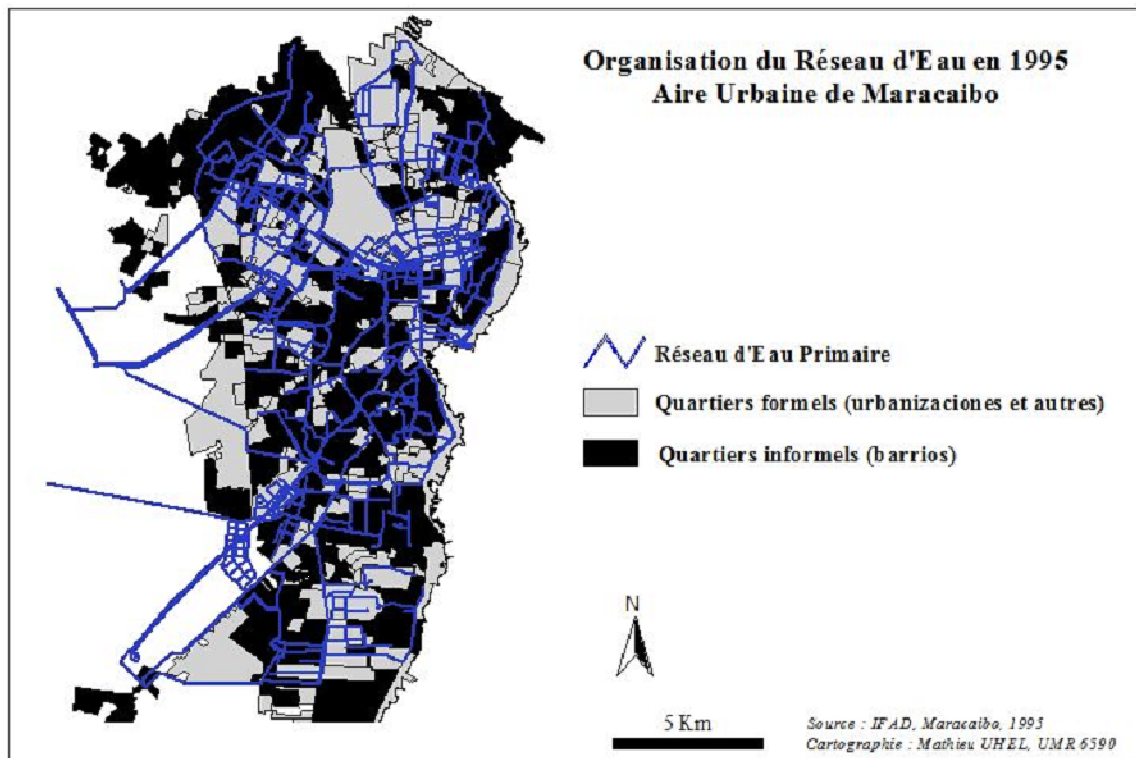 Organisation du Réseau d'Eau en 1995
Aire Urbaine de Maracaibo
Réseau d'Eau Primaire
Quartiers formels (urbanizaciones et autres)
Quartiers informels (barrios)
N
5 Km
Source : IFAD, Maracaibo, 1995
Cartographie : Mathieu UHEL, UMR 6590